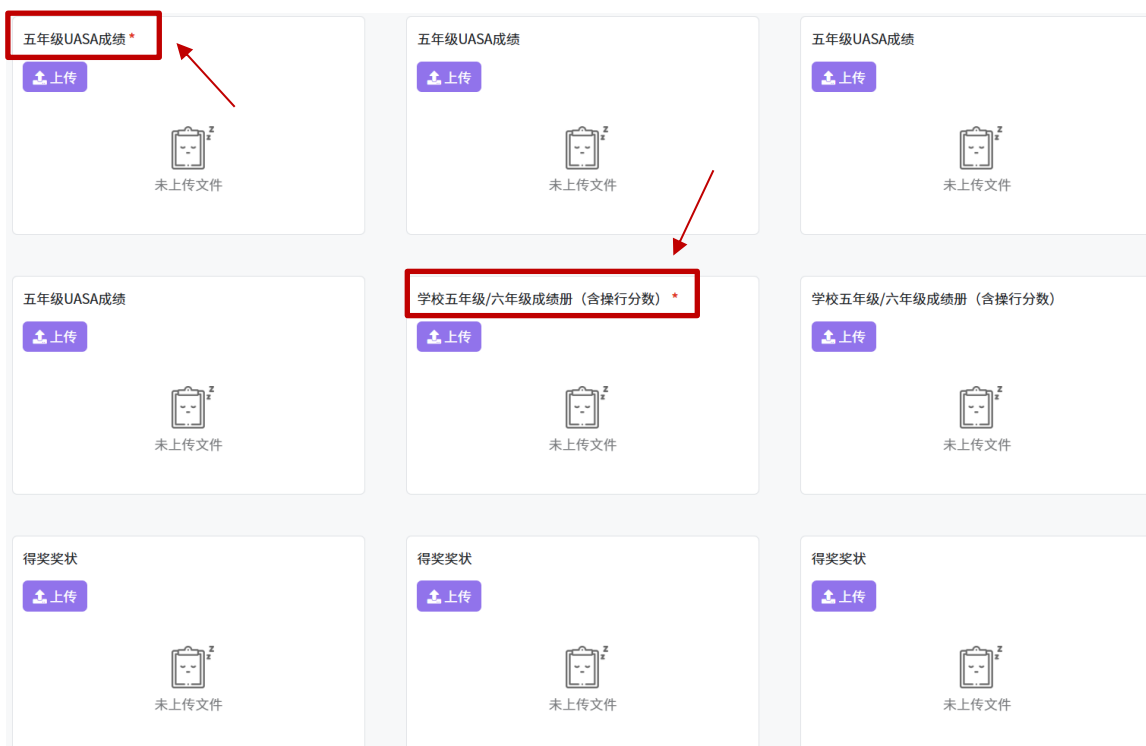 五年级UASA成绩 *
上传
未上传文件
五年级UASA成绩
上传
未上传文件
五年级UASA成绩
上传
未上传文件
五年级UASA成绩
上传
未上传文件
学校五年级/六年级成绩册（含操行分数） *
上传
未上传文件
学校五年级/六年级成绩册（含操行分数）
上传
未上传文件
得奖奖状
上传
未上传文件
得奖奖状
上传
未上传文件
得奖奖状
上传
未上传文件